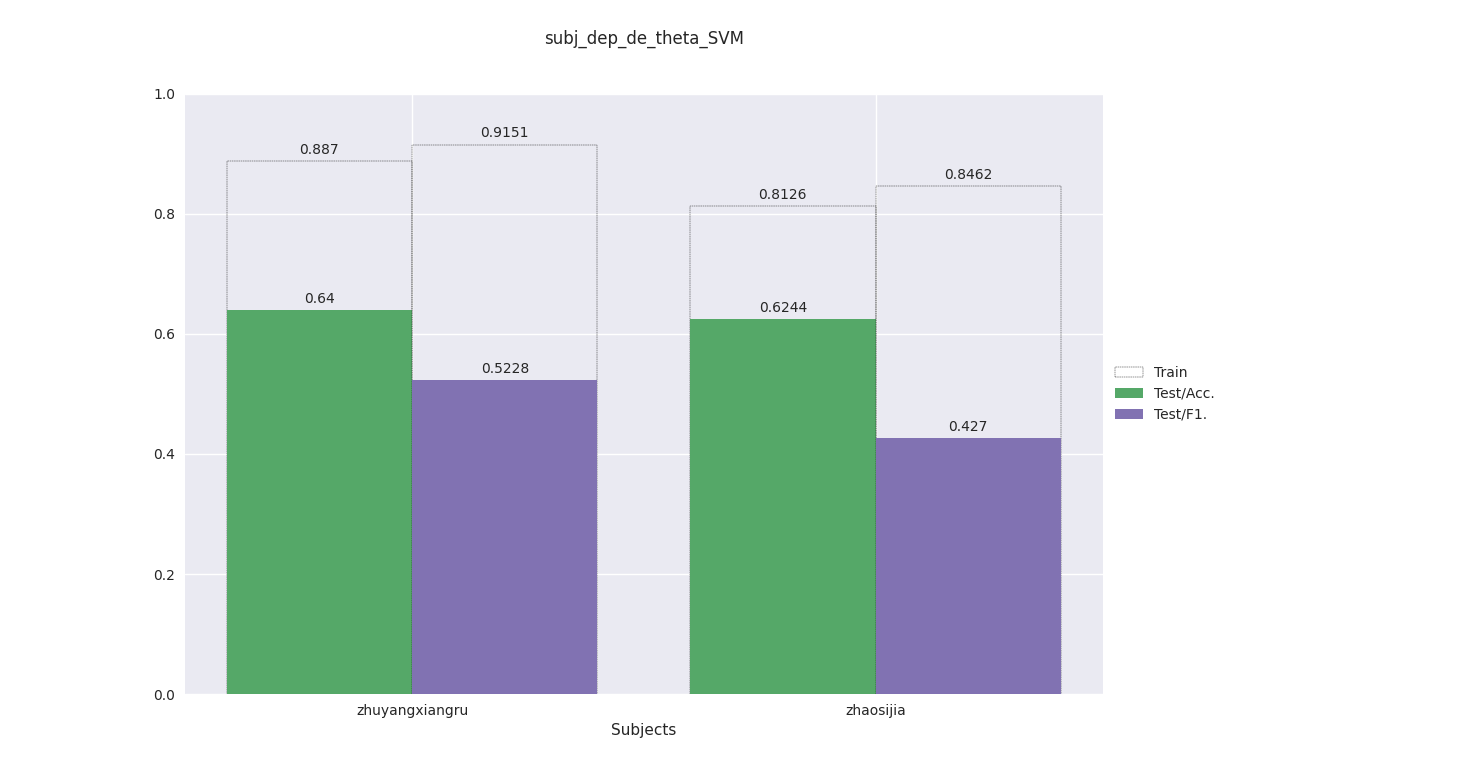 subj_dep_de_theta_SVM
1.0
0.8
0.6
0.4
0.2
0.0
0.887
0.9151
0.64
0.5228
0.8126
0.8462
0.6244
0.427
zhuyangxiangru
zhaosijia
Subjects
Train
Test/Acc.
Test/F1.